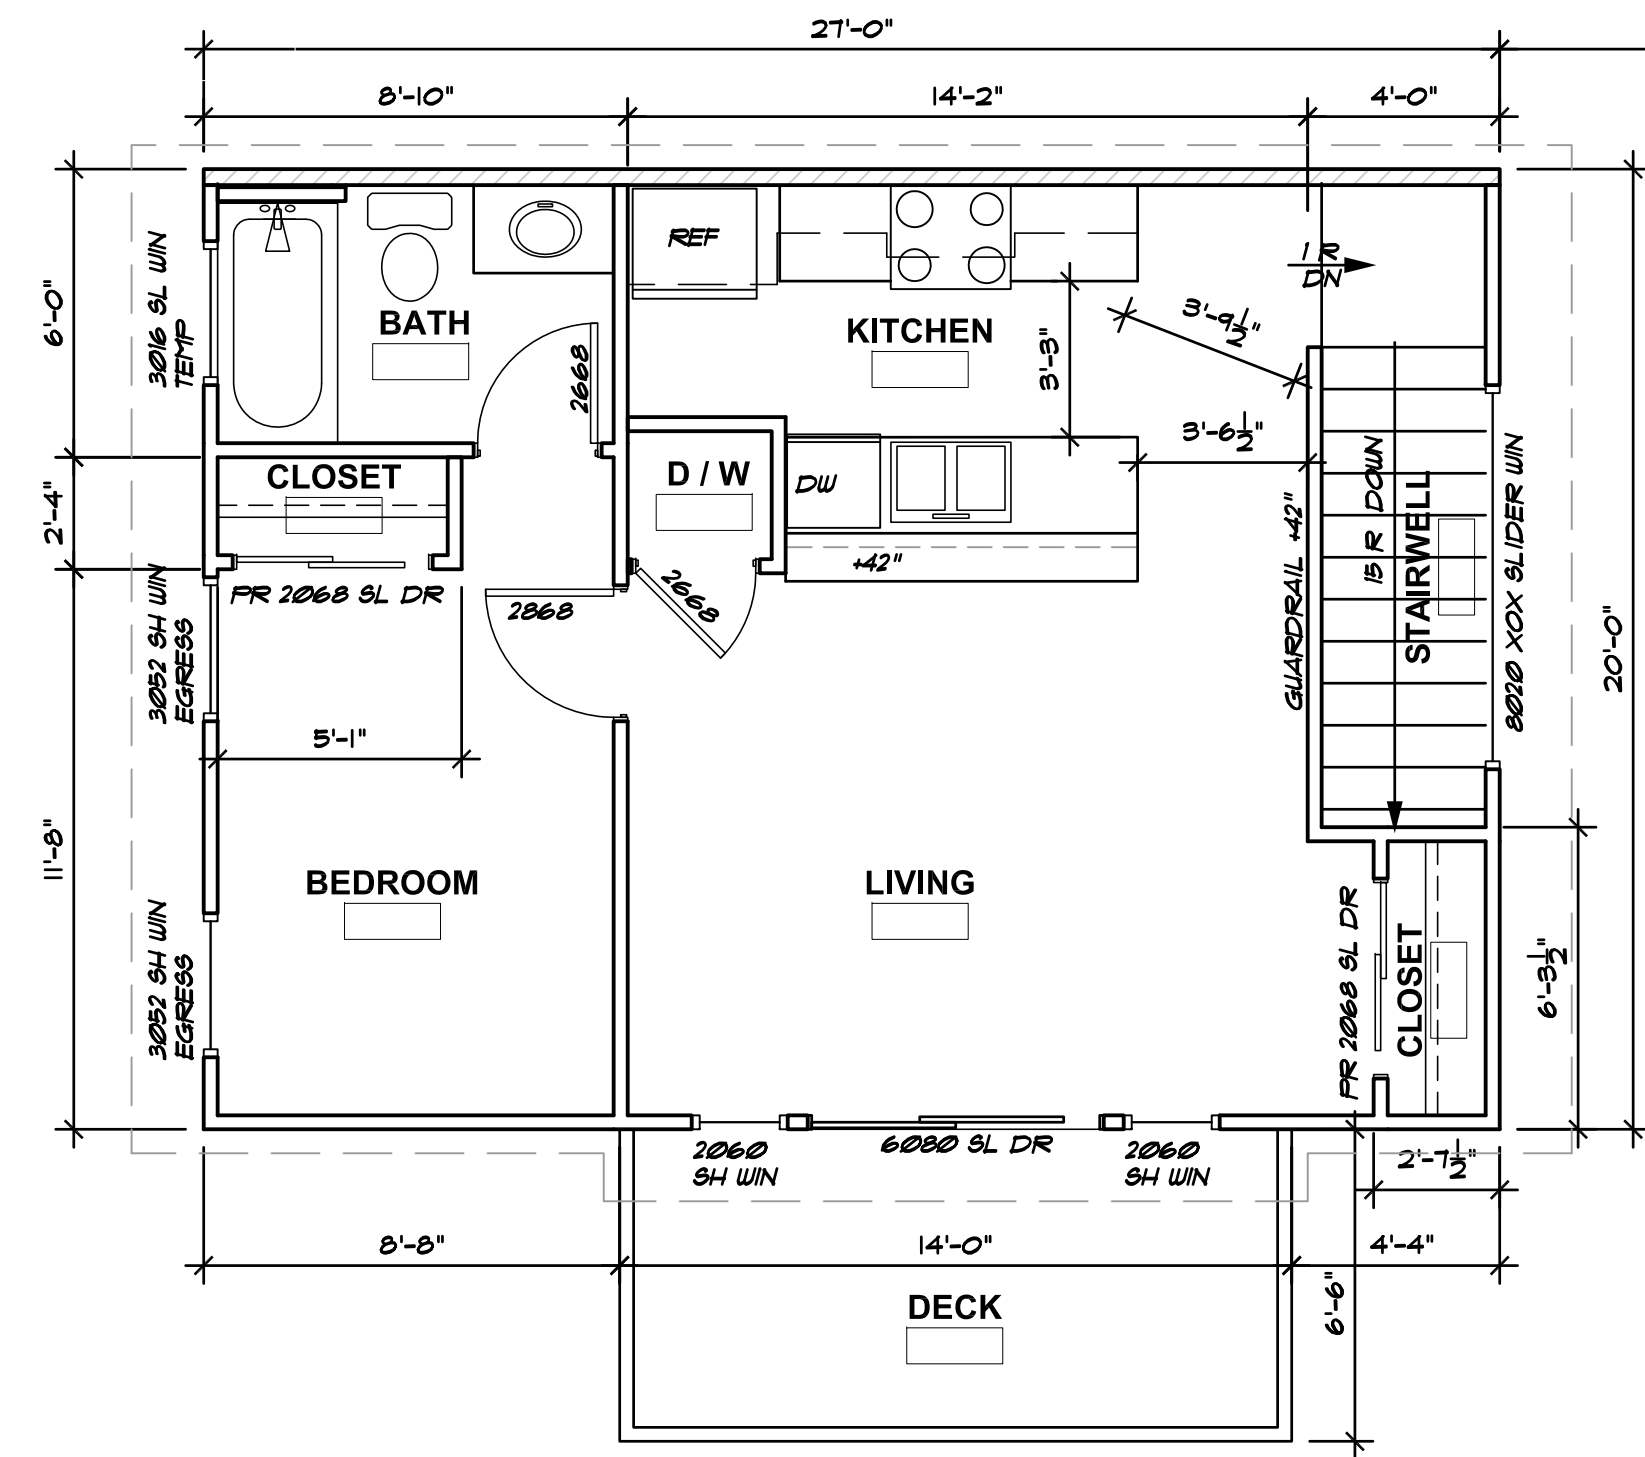 27'-0"
8'-10"
14'-2"
4'-0"
6'-0"
2'-4"
11'-8"
3016 SL WIN
TEMP
BATH
2668
REF
KITCHEN
3'-3"
3'-9 1/2"
1 R
DN
3'-6 1/2"
CLOSET
PR 2068 SL DR
D / W
DW
+42"
2668
2868
3052 SH WIN
EGRESS
5'-1"
GUARDRAIL +42"
15 R DOWN
STAIRWELL
8020 XOX SLIDER WIN
20'-0"
BEDROOM
LIVING
3052 SH WIN
EGRESS
PR 2068 SL DR
CLOSET
6'-3 1/2"
2060
SH WIN
6080 SL DR
2060
SH WIN
2'-7 1/2"
8'-8"
14'-0"
4'-4"
6'-6"
DECK